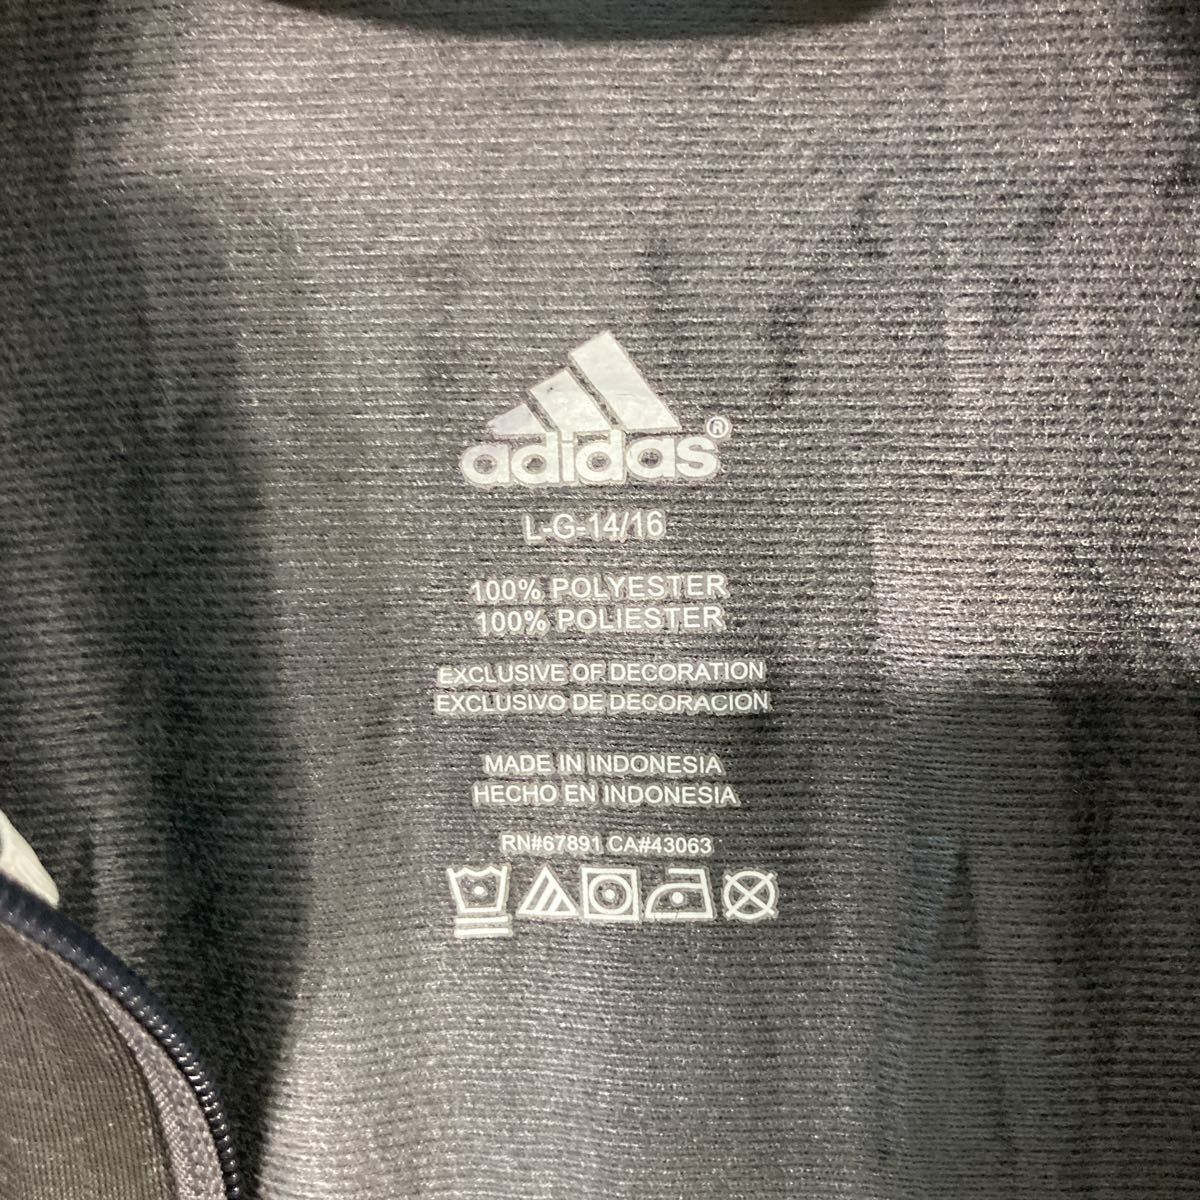 adidas®
L-G-14/16
100% POLYESTER
100% POLIESTER
EXCLUSIVE OF DECORATION
EXCLUSIVO DE DECORACION
MADE IN INDONESIA
HECHO EN INDONESIA
RN#67891 CA#43063